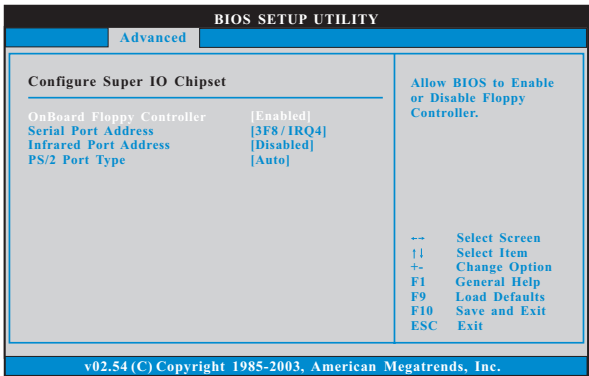 BIOS SETUP UTILITY
Advanced
Configure Super IO Chipset
OnBoard Floppy Controller [Enabled]
Serial Port Address [3F8 / IRQ4]
Infrared Port Address [Disabled]
PS/2 Port Type [Auto]
Allow BIOS to Enable
or Disable Floppy
Controller.
←→ Select Screen
↑↓ Select Item
+- Change Option
F1 General Help
F9 Load Defaults
F10 Save and Exit
ESC Exit
v02.54 (C) Copyright 1985-2003, American Megatrends, Inc.